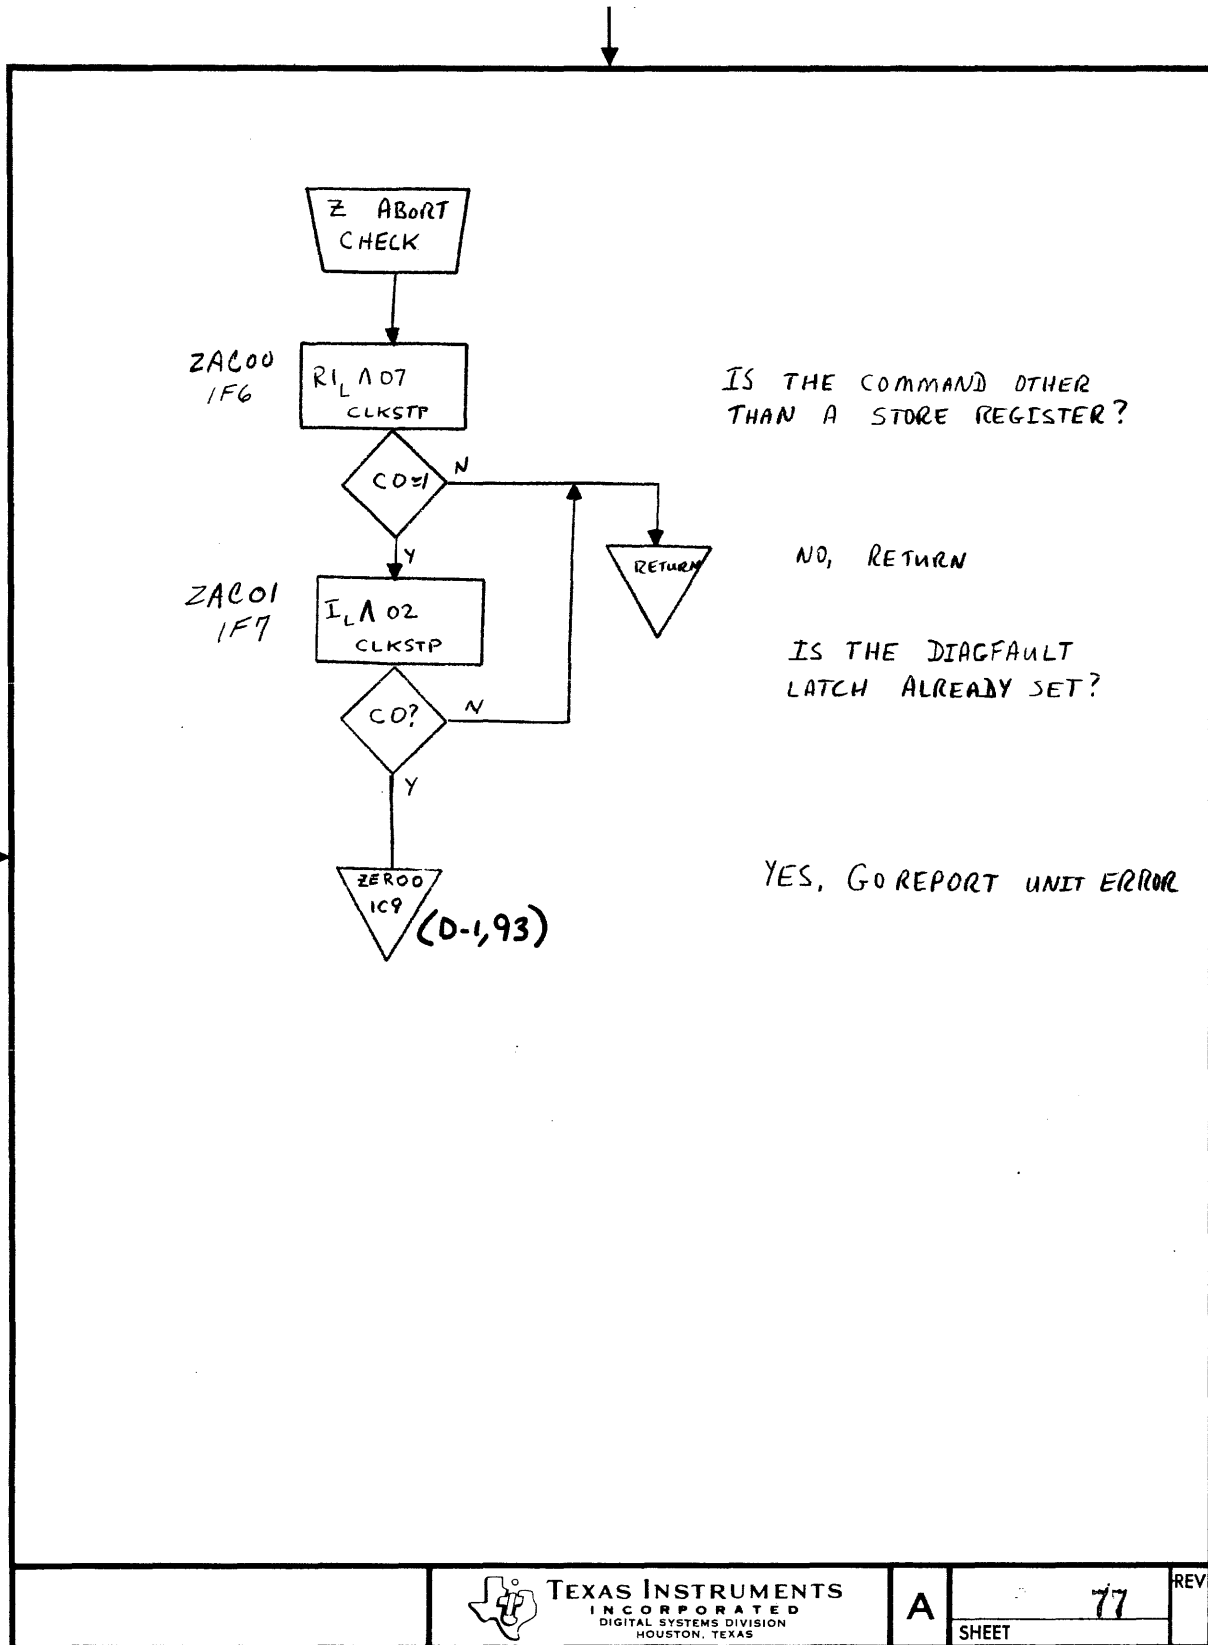 Z ABORT
CHECK
ZAC00
1F6
R1L Λ 07
CLKSTP
IS THE COMMAND OTHER
THAN A STORE REGISTER?
CO=1
N
Y
RETURN
NO, RETURN
ZAC01
1F7
IL Λ 02
CLKSTP
IS THE DIAGFAULT
LATCH ALREADY SET?
CO?
N
Y
ZER00
1C9
(D-1,93)
YES, GO REPORT UNIT ERROR
TEXAS INSTRUMENTS
INCORPORATED
DIGITAL SYSTEMS DIVISION
HOUSTON, TEXAS
A
77
SHEET
REV